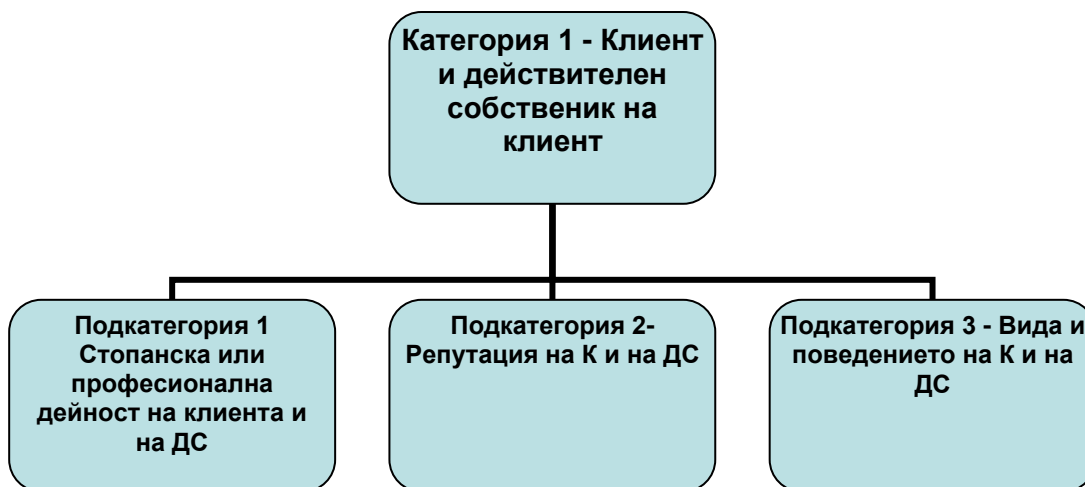 Категория 1 - Клиент
и действителен
собственик на
клиент
Подкатегория 1
Стопанска или
професионална
дейност на клиента и
на ДС
Подкатегория 2-
Репутация на К и на ДС
Подкатегория 3 - Вида и
поведението на К и на
ДС